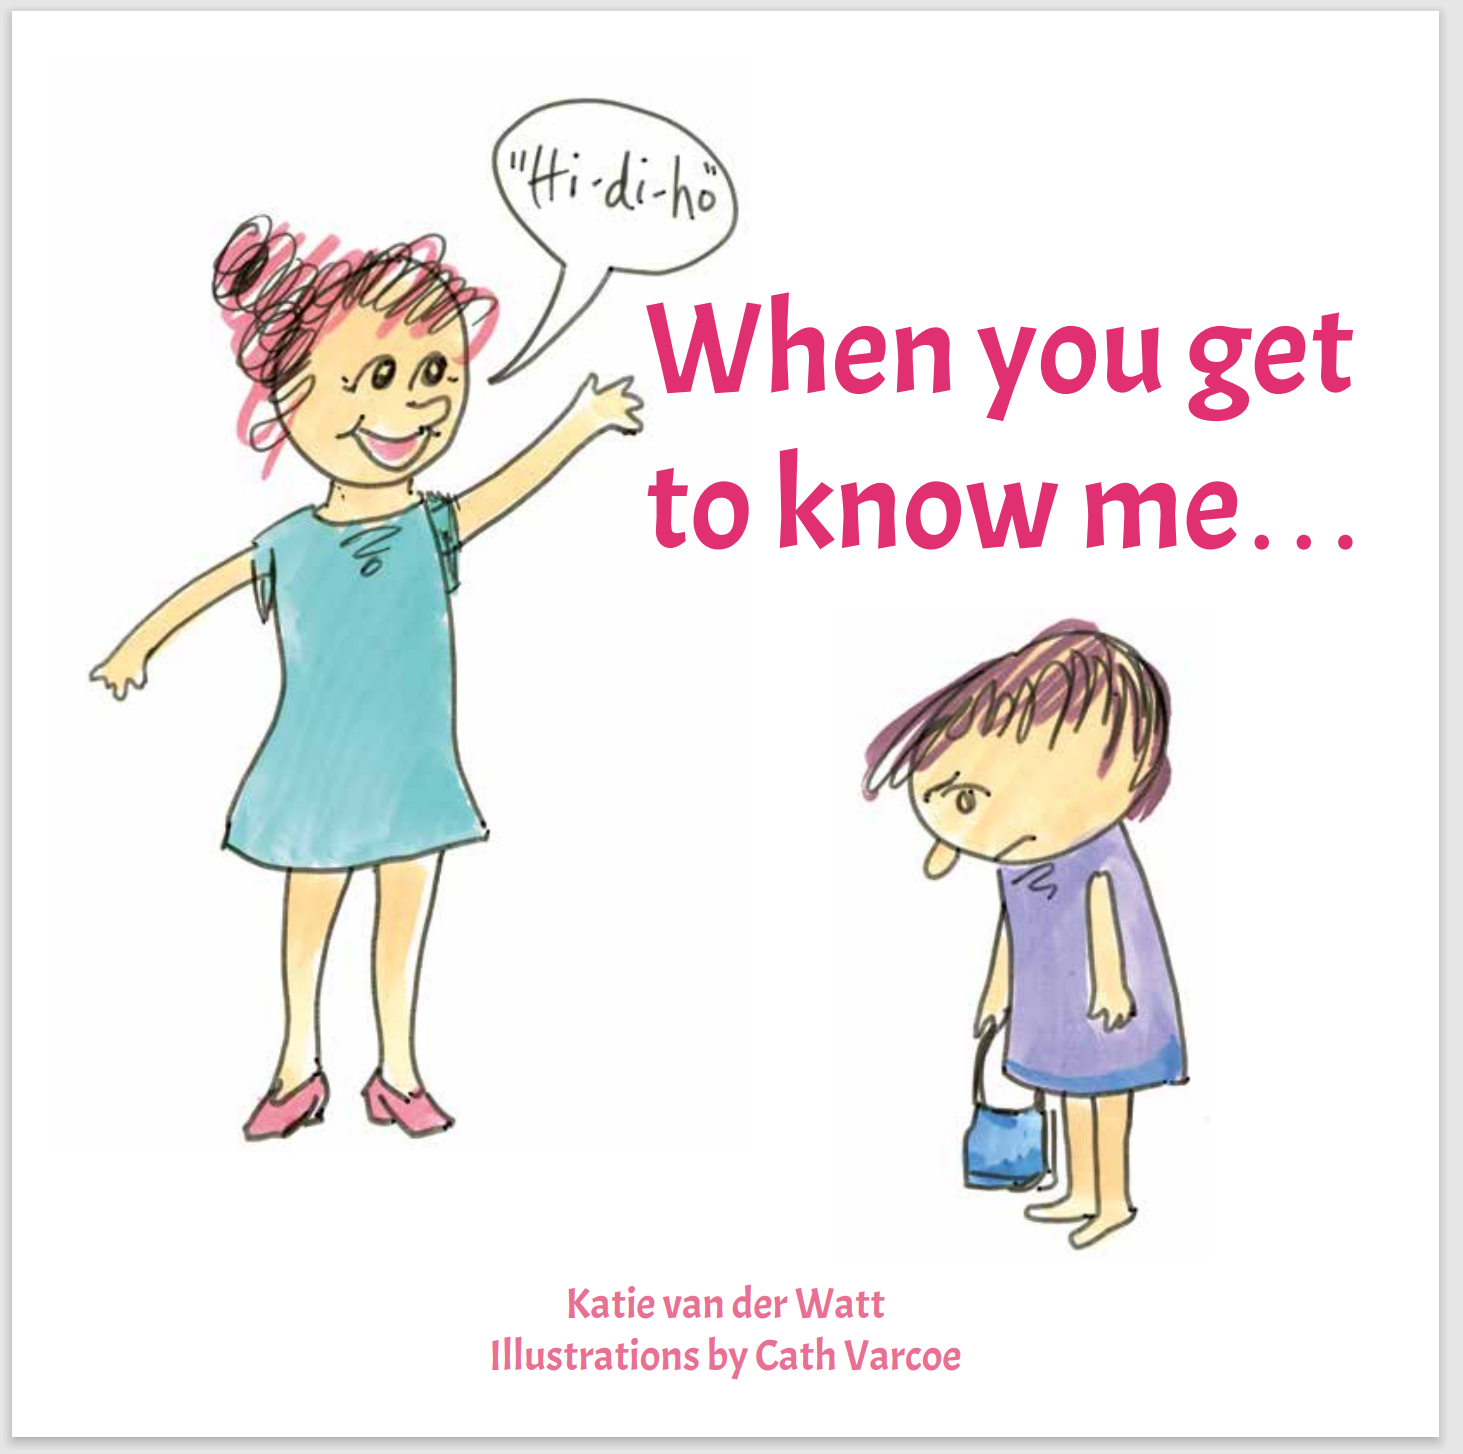 "Hi-di-ho"
When you get
to know me...
Katie van der Watt
Illustrations by Cath Varcoe